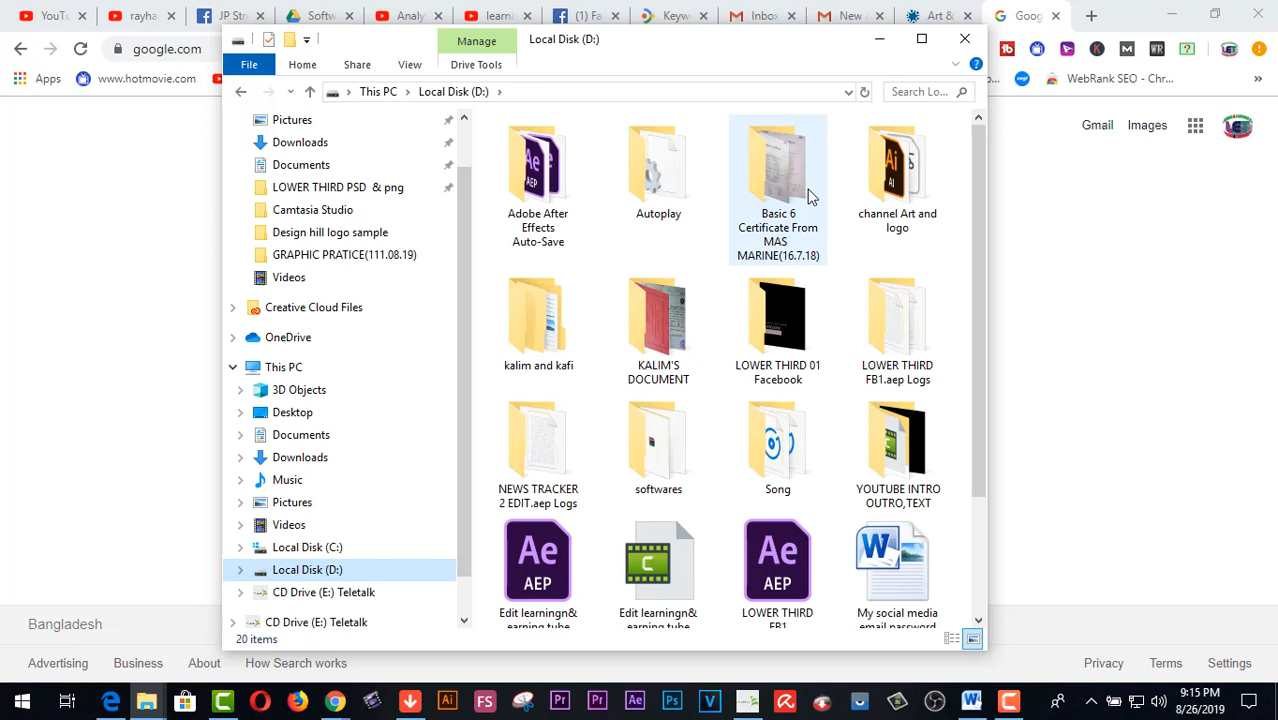 YouTu
rayha
JP Stre
Softw
Analy
learni
(1) Fa
Keyw
Inbox
New A
Art &
Goog
google.com
Apps
www.hotmovie.com
WebRank SEO - Chr...
Gmail
Images
Manage
Local Disk (D:)
File
Home
Share
View
Drive Tools
This PC
Local Disk (D:)
Search Lo...
Pictures
Downloads
Documents
LOWER THIRD PSD & png
Camtasia Studio
Design hill logo sample
GRAPHIC PRATICE(111.08.19)
Videos
Creative Cloud Files
OneDrive
This PC
3D Objects
Desktop
Documents
Downloads
Music
Pictures
Videos
Local Disk (C:)
Local Disk (D:)
CD Drive (E:) Teletalk
CD Drive (E:) Teletalk
Ae
AEP
Adobe After
Effects
Auto-Save
Autoplay
Basic 6
Certificate From
MAS
MARINE(16.7.18)
Ai
AI
channel Art and
logo
kalim and kafi
KALIM'S
DOCUMENT
LOWER THIRD 01
Facebook
LOWER THIRD
FB1.aep Logs
NEWS TRACKER
2 EDIT.aep Logs
softwares
Song
YOUTUBE INTRO
OUTRO,TEXT
Ae
AEP
Edit learningn&
earning tube
C
Edit learningn&
earning tube
Ae
AEP
LOWER THIRD
FB1
W
My social media
email password
20 items
Bangladesh
Advertising
Business
About
How Search works
Privacy
Terms
Settings
9:15 PM
8/26/2019